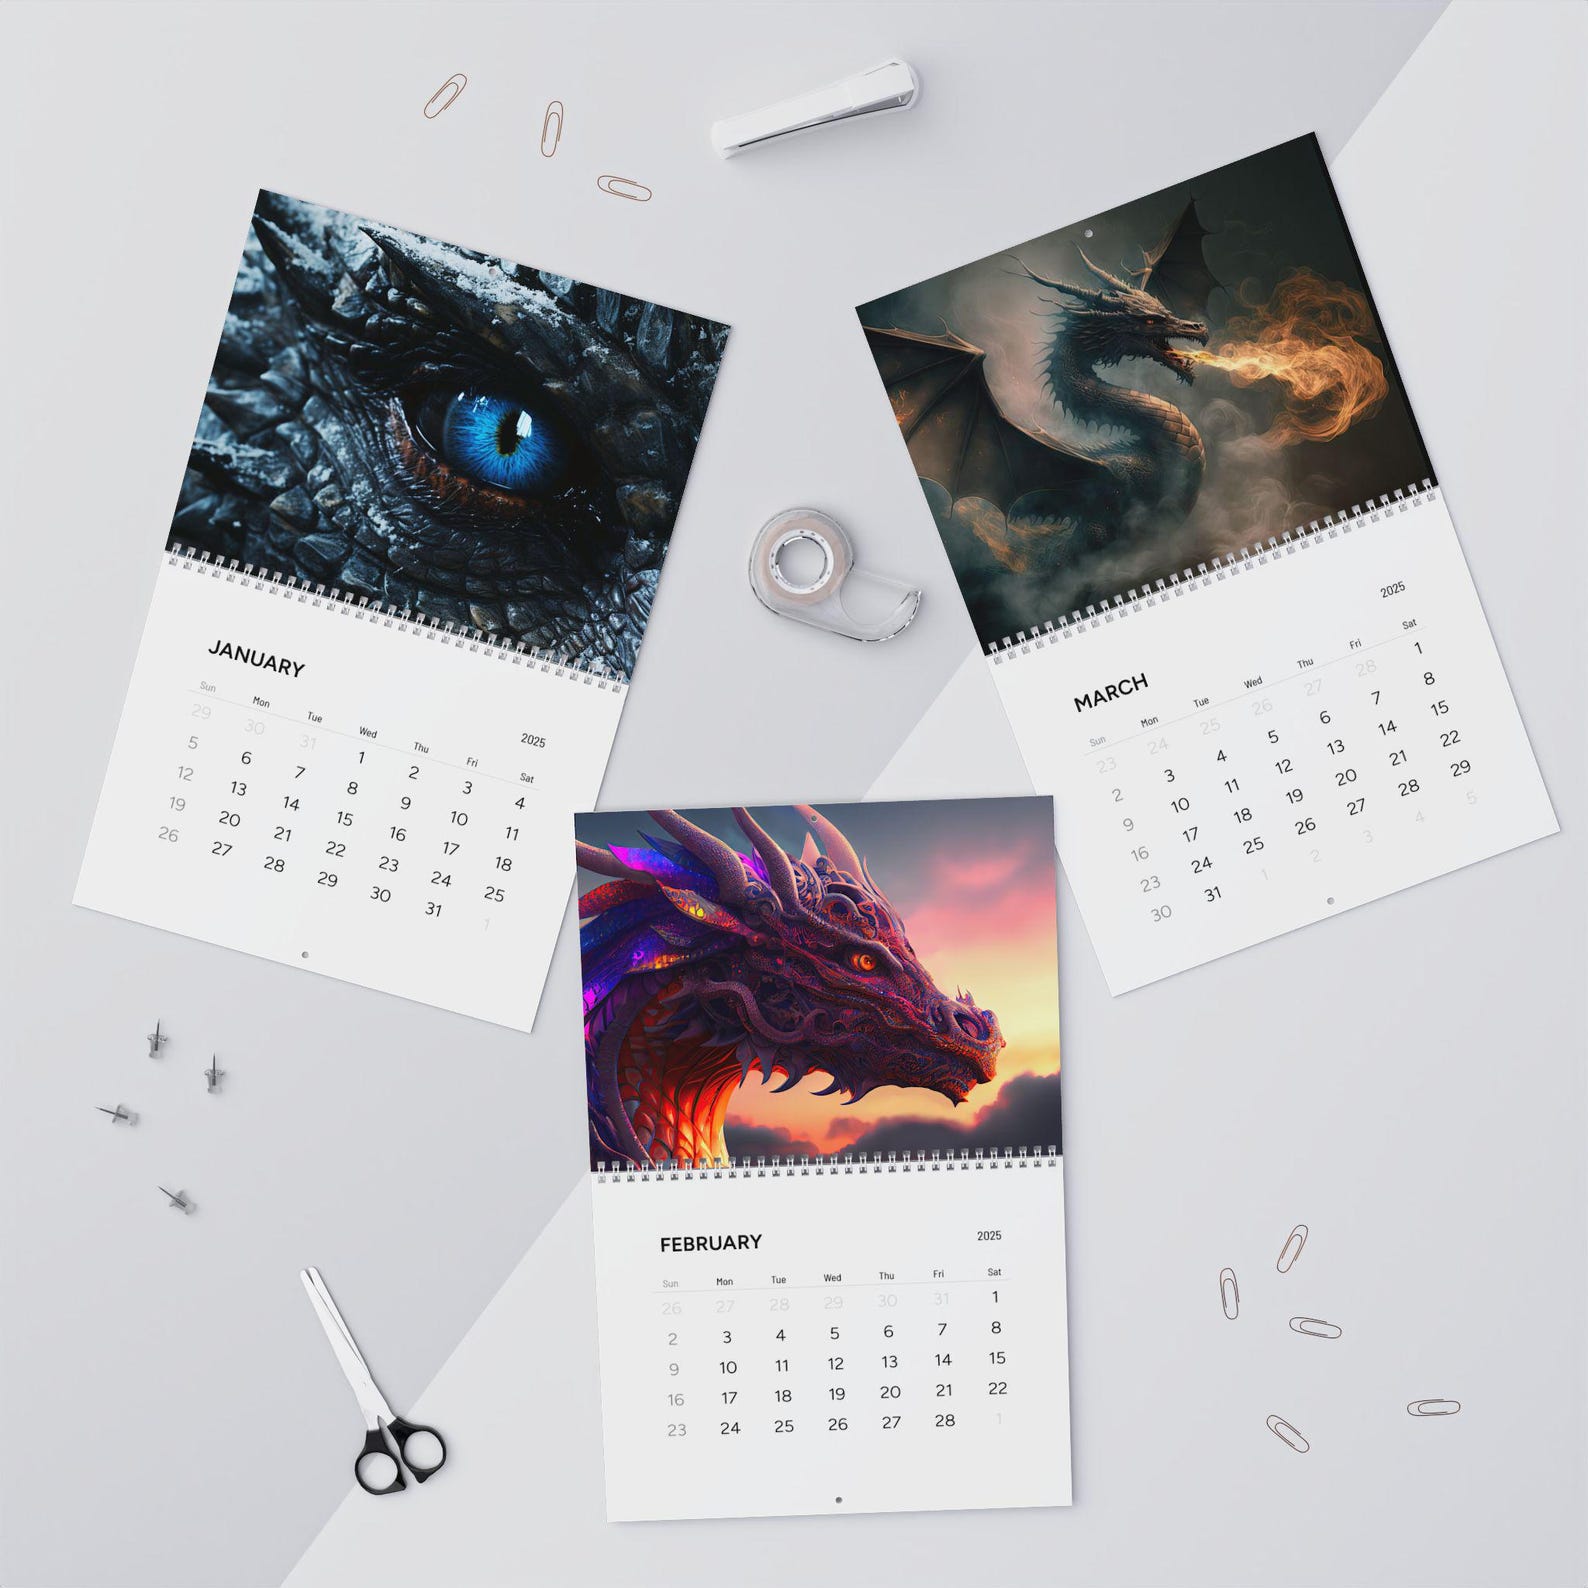 JANUARY
2025
Sun Mon Tue Wed Thu Fri Sat
29 30 31 1 2 3 4
5 6 7 8 9 10 11
12 13 14 15 16 17 18
19 20 21 22 23 24 25
26 27 28 29 30 31 1
MARCH
2025
Sun Mon Tue Wed Thu Fri Sat
23 24 25 26 27 28 1
2 3 4 5 6 7 8
9 10 11 12 13 14 15
16 17 18 19 20 21 22
23 24 25 26 27 28 29
30 31 1 2 3 4 5
FEBRUARY 2025
Sun Mon Tue Wed Thu Fri Sat
26 27 28 29 30 31 1
2 3 4 5 6 7 8
9 10 11 12 13 14 15
16 17 18 19 20 21 22
23 24 25 26 27 28 1